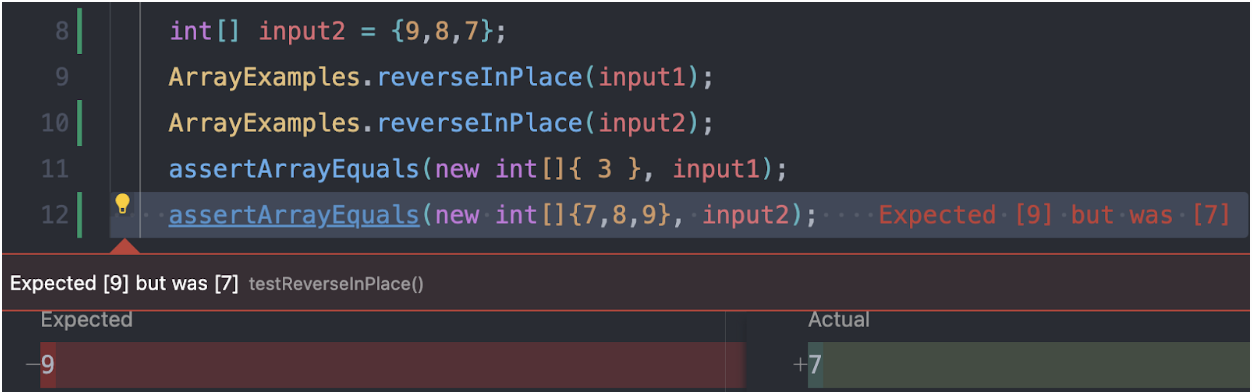 8 int[] input2 = {9,8,7};
9 ArrayExamples.reverseInPlace(input1);
10 ArrayExamples.reverseInPlace(input2);
11 assertArrayEquals(new int[]{ 3 }, input1);
12 assertArrayEquals(new int[]{7,8,9}, input2); Expected [9] but was [7]
Expected [9] but was [7] testReverseInPlace()
Expected Actual
−9 +7